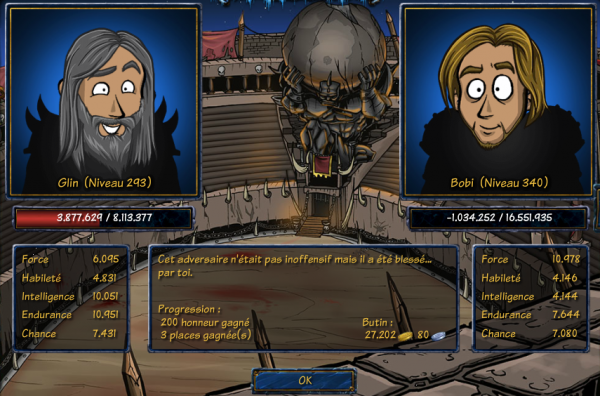 Glin (Niveau 293)
Bobi (Niveau 340)
3.877,629 / 8.113,377
-1.034,252 / 16.551,935
Force 6.095
Habileté 4.831
Intelligence 10.051
Endurance 10.951
Chance 7.431
Cet adversaire n'était pas inoffensif mais il a été blessé...
par toi.
Progression :
200 honneur gagné
3 places gagnée(s)
Butin :
27,202 80
Force 10.978
Habileté 4.146
Intelligence 4.144
Endurance 7.644
Chance 7.080
OK